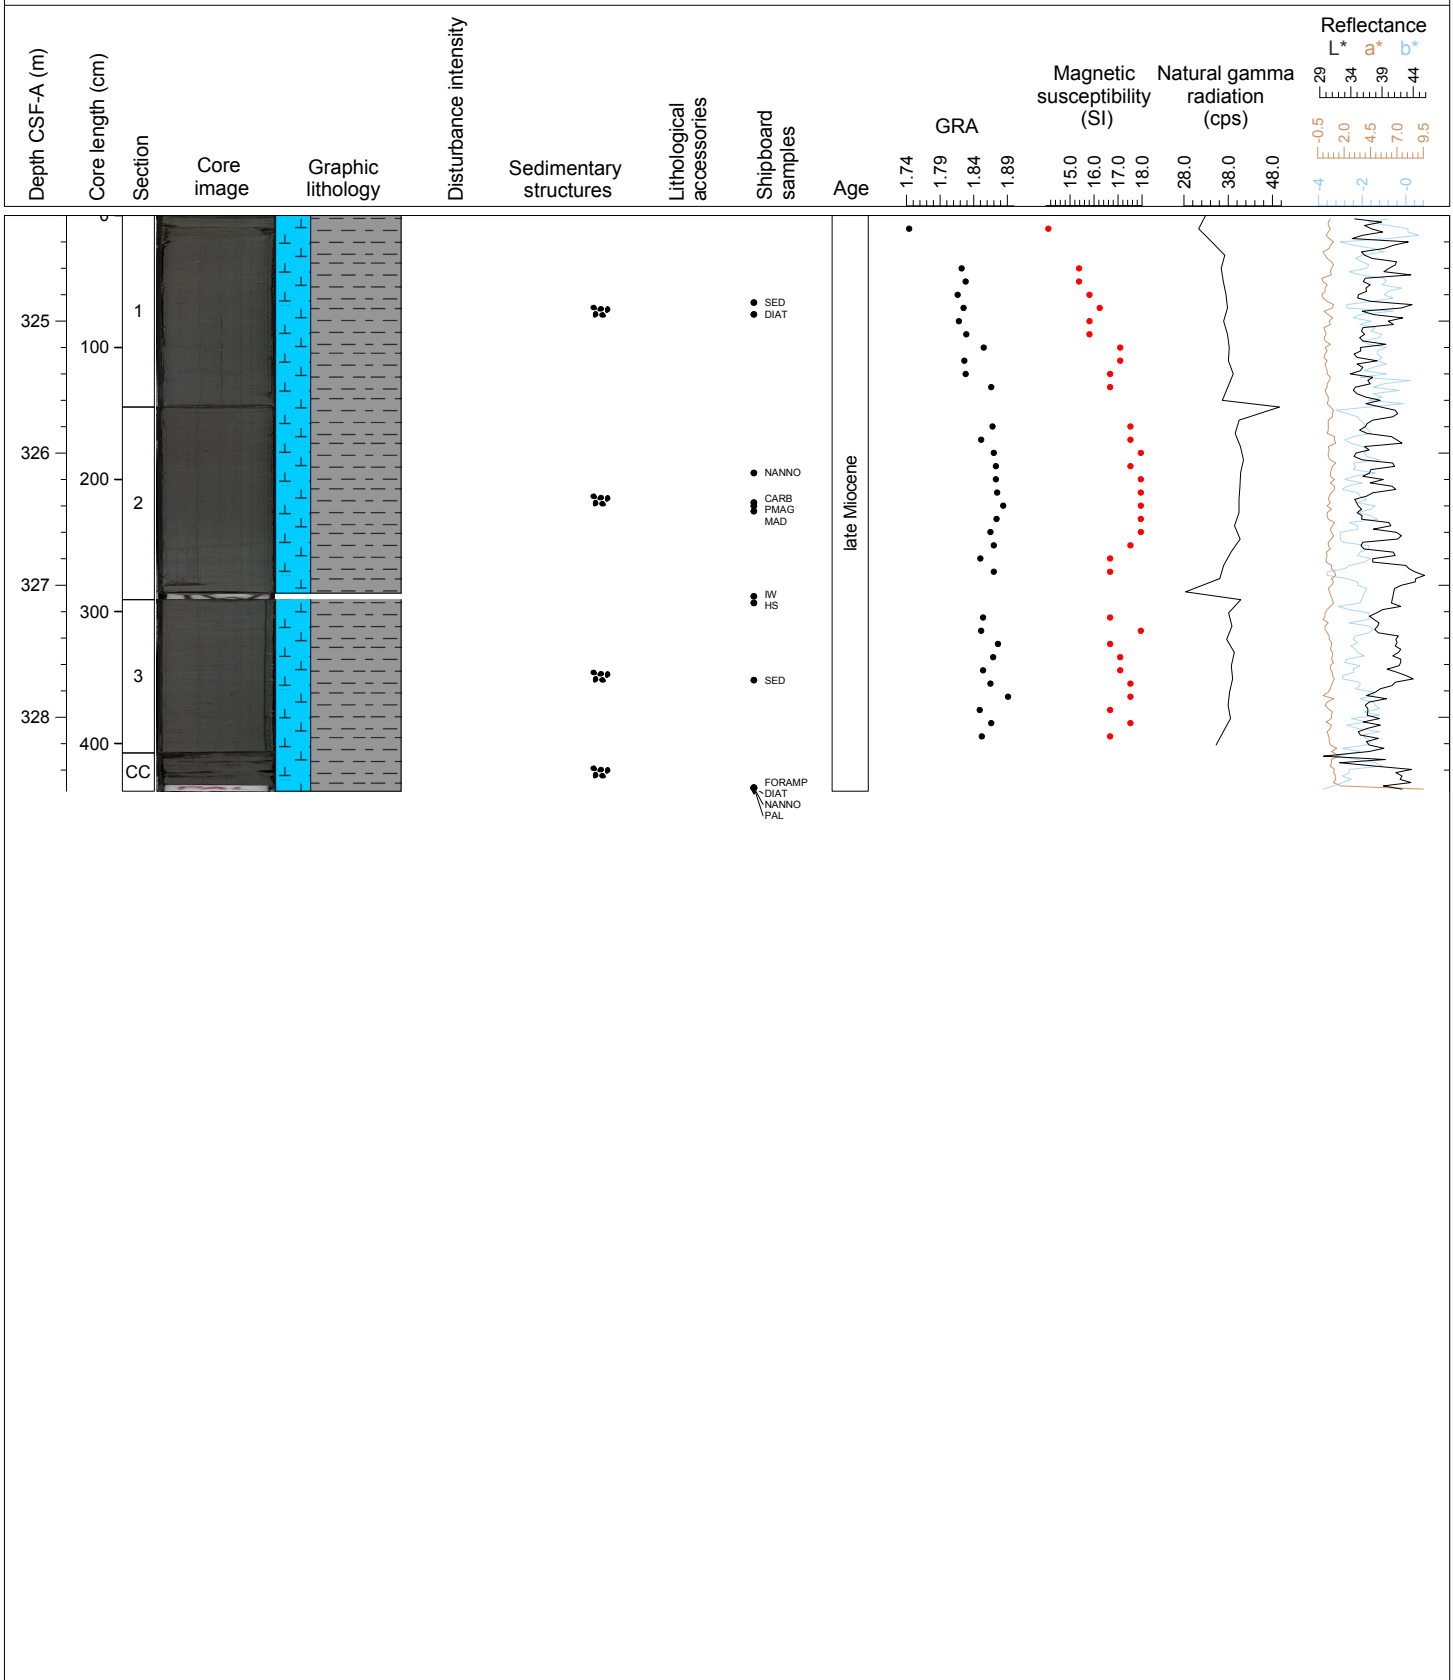 Depth CSF-A (m)
Core length (cm)
Section
Core
image
Graphic
lithology
Disturbance intensity
Sedimentary
structures
Lithological
accessories
Shipboard
samples
Age
GRA
1.74
1.79
1.84
1.89
Magnetic
susceptibility
(SI)
15.0
16.0
17.0
18.0
Natural gamma
radiation
(cps)
28.0
38.0
48.0
Reflectance
L* a* b*
29
34
39
44
-0.5
2.0
4.5
7.0
9.5
-4
-2
-0
0
1
SED
DIAT
325
100
326
200
2
NANNO
CARB
PMAG
MAD
late Miocene
327
300
IW
HS
3
SED
328
400
CC
FORAMP
DIAT
NANNO
PAL